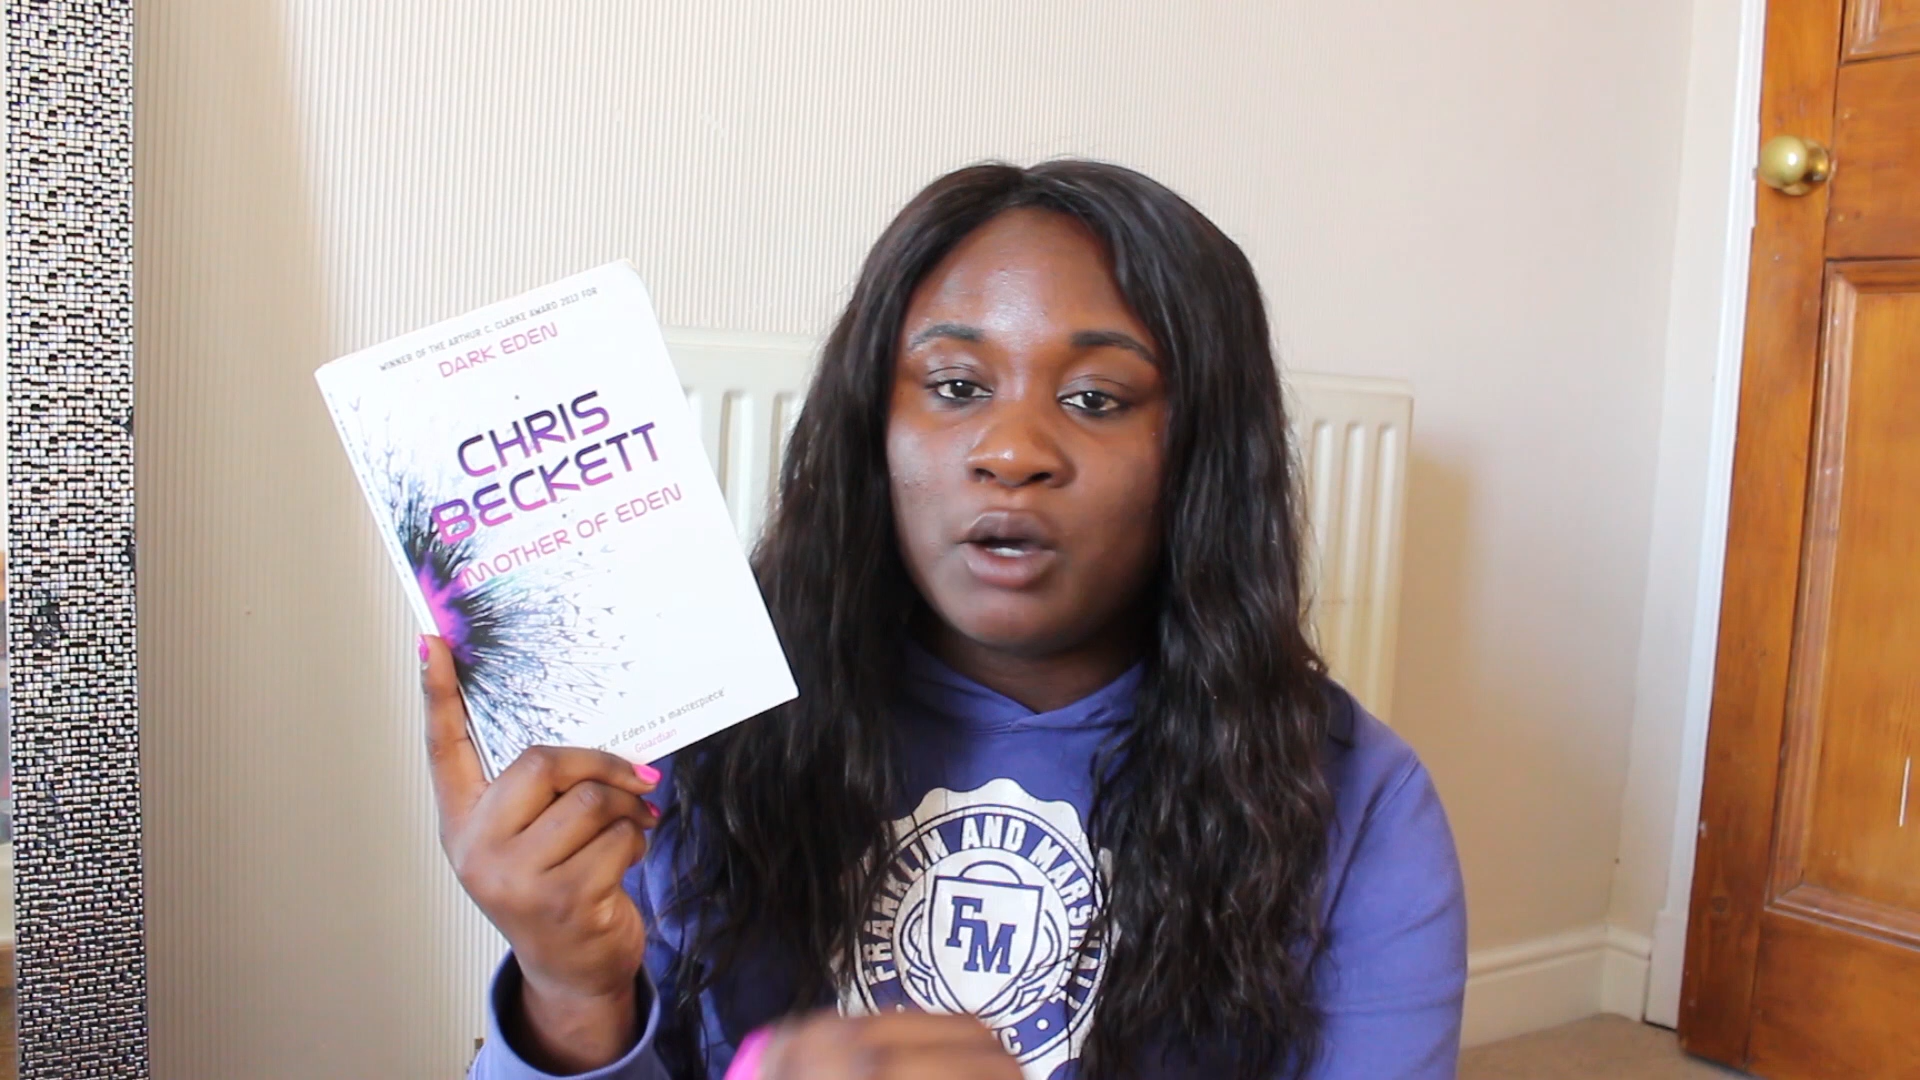 WINNER OF THE ARTHUR C. CLARKE AWARD 2013 FOR
DARK EDEN
CHRIS
BECKETT
MOTHER OF EDEN
of Eden is a masterpiece'
Guardian
FRANKLIN AND MARSHALL
FM